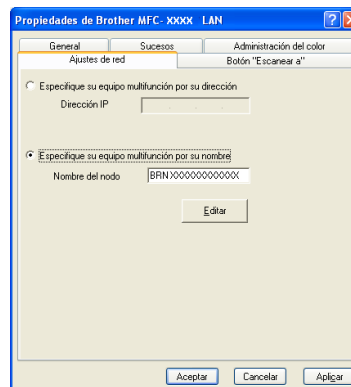 Propiedades de Brother MFC- XXXX LAN
General Sucesos Administración del color
Ajustes de red Botón "Escanear a"
Especifique su equipo multifunción por su dirección
Dirección IP
Especifique su equipo multifunción por su nombre
Nombre del nodo BRNXXXXXXXXXXXX
Editar
Aceptar Cancelar Aplicar